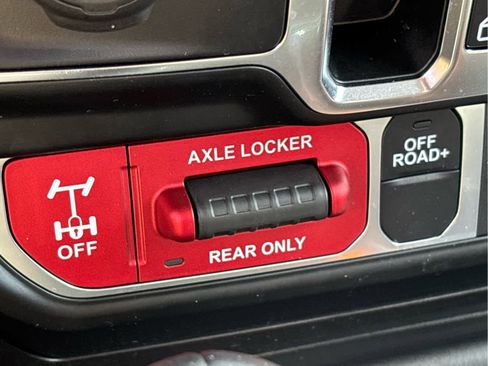 AXLE LOCKER
OFF
REAR ONLY
OFF
ROAD+